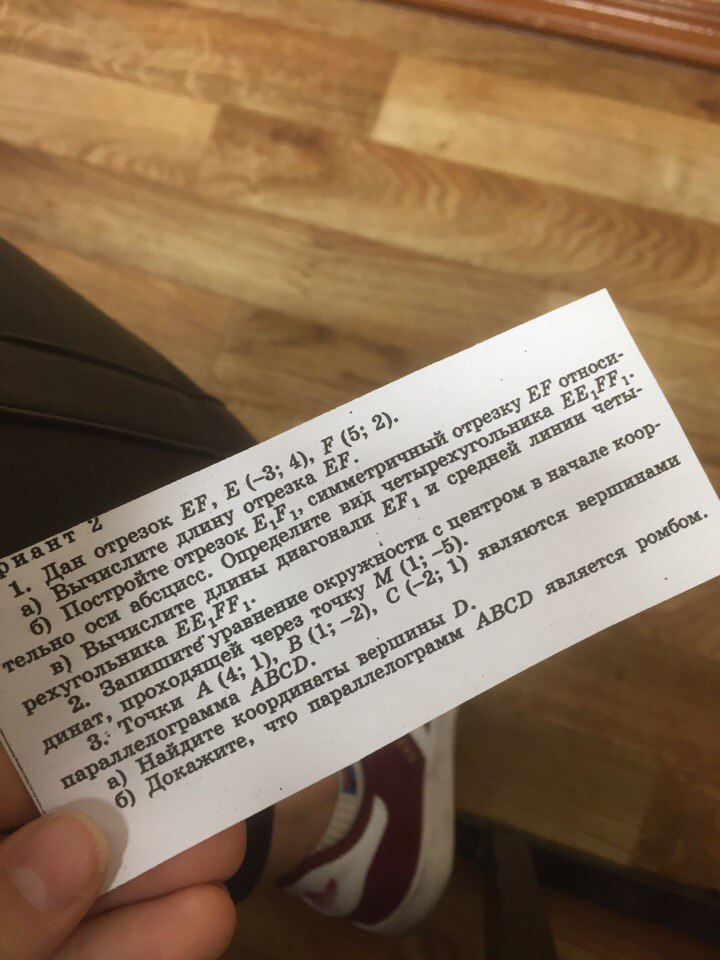 риант 2
1. Дан отрезок EF, E (–3; 4), F (5; 2).
а) Вычислите длину отрезка EF.
б) Постройте отрезок E₁F₁, симметричный отрезку EF относи-
тельно оси абсцисс. Определите вид четырехугольника EE₁FF₁.
в) Вычислите длины диагонали EF₁ и средней линии четы-
рехугольника EE₁FF₁.
2. Запишите уравнение окружности с центром в начале коор-
динат, проходящей через точку M (1; –5).
3. Точки A (4; 1), B (1; –2), C (–2; 1) являются вершинами
параллелограмма ABCD.
а) Найдите координаты вершины D.
б) Докажите, что параллелограмм ABCD является ромбом.